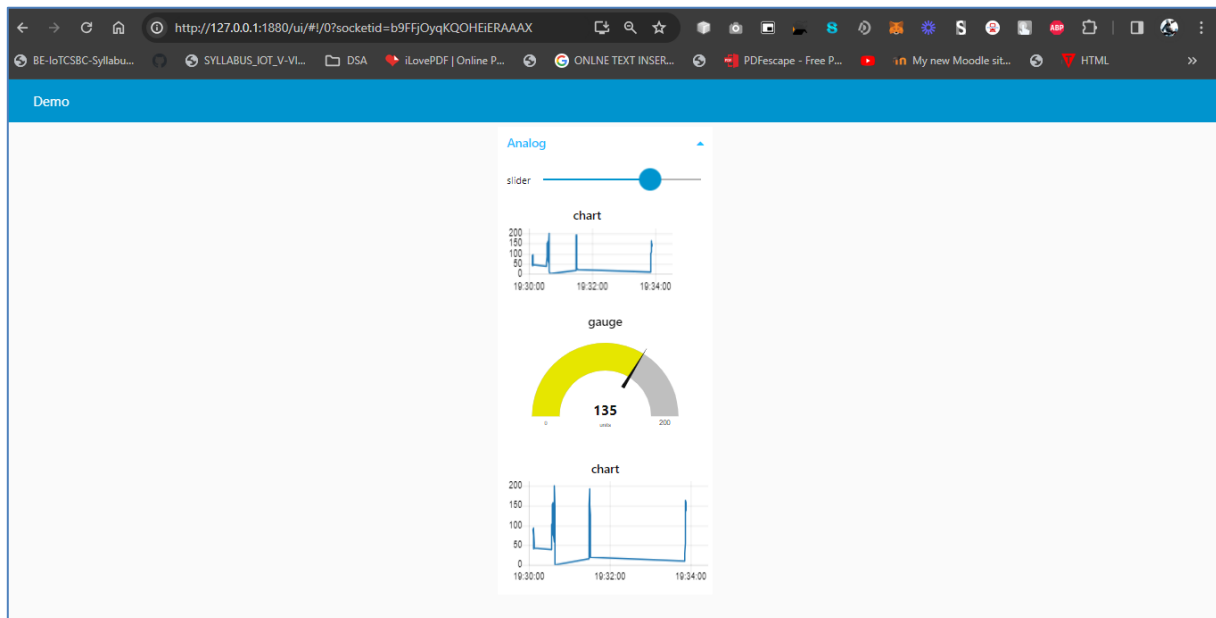 http://127.0.0.1:1880/ui/#!/0?socketid=b9FFjOyqKQOHEiERAAAX
8
S
ABP
BE-IoTCSBC-Syllabu...
SYLLABUS_IOT_V-VI...
DSA
iLovePDF | Online P...
ONLNE TEXT INSER...
PDFescape - Free P...
My new Moodle sit...
HTML
»
Demo
Analog
slider
chart
200
150
100
50
0
19:30:00 19:32:00 19:34:00
gauge
135
0 units 200
chart
200
150
100
50
0
19:30:00 19:32:00 19:34:00